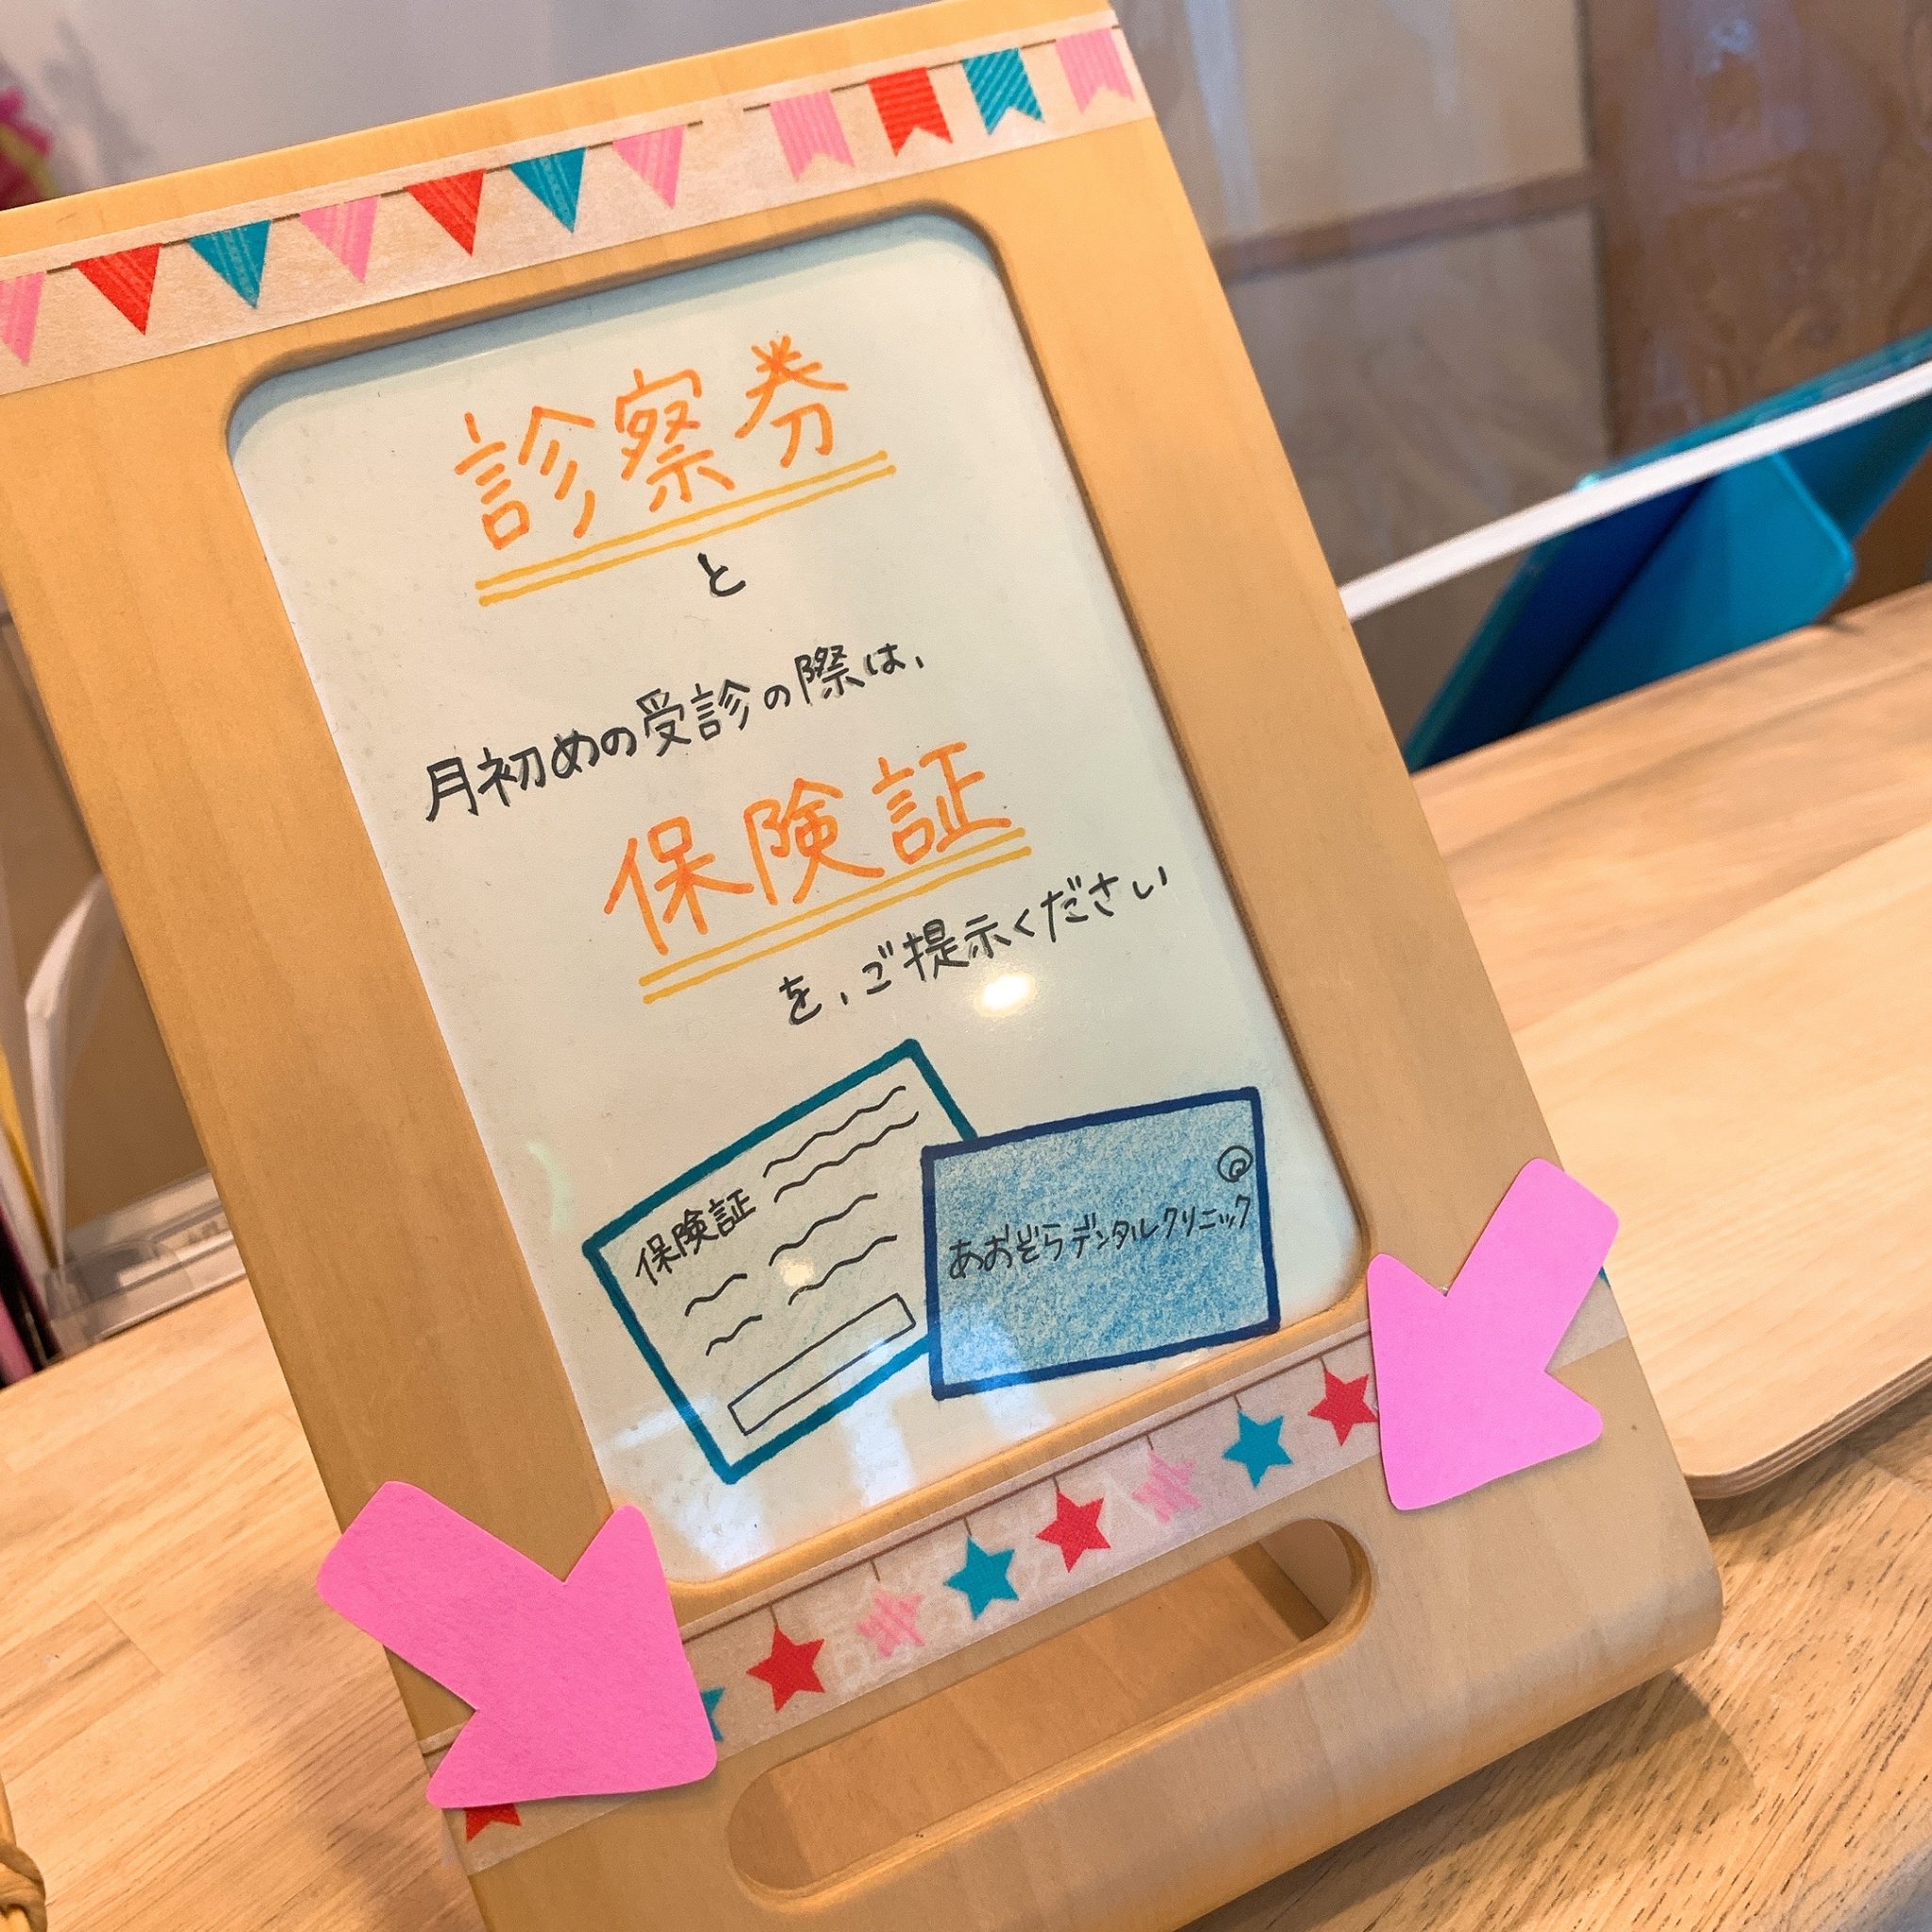 診察券
と
月初めの受診の際は、
保険証
を、ご提示ください
保険証
あおぞらデンタルクリニック